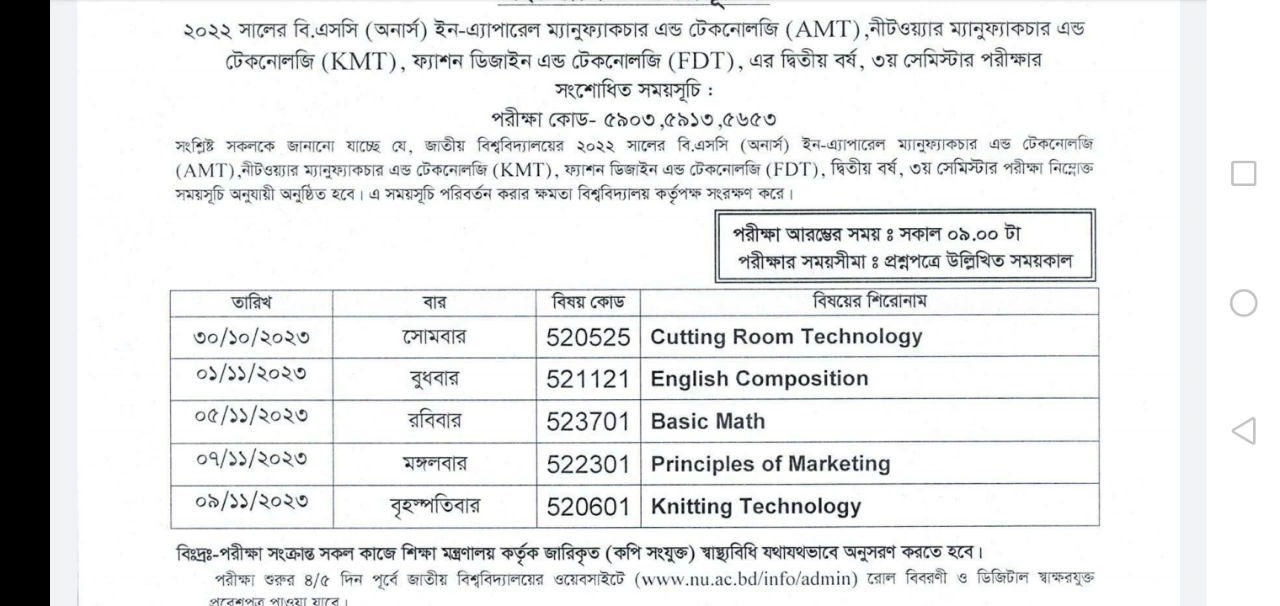 ২০২২ সালের বি.এসসি (অনার্স) ইন-এ্যাপারেল ম্যানুফ্যাকচার এন্ড টেকনোলজি (AMT),নীটওয়্যার ম্যানুফ্যাকচার এন্ড
টেকনোলজি (KMT), ফ্যাশন ডিজাইন এন্ড টেকনোলজি (FDT), এর দ্বিতীয় বর্ষ, ৩য় সেমিস্টার পরীক্ষার
সংশোধিত সময়সূচি :
পরীক্ষা কোড- ৫৯০৩,৫৯১৩,৫৬৫৩
সংশ্লিষ্ট সকলকে জানানো যাচ্ছে যে, জাতীয় বিশ্ববিদ্যালয়ের ২০২২ সালের বি.এসসি (অনার্স) ইন-এ্যাপারেল ম্যানুফ্যাকচার এন্ড টেকনোলজি
(AMT),নীটওয়্যার ম্যানুফ্যাকচার এন্ড টেকনোলজি (KMT), ফ্যাশন ডিজাইন এন্ড টেকনোলজি (FDT), দ্বিতীয় বর্ষ, ৩য় সেমিস্টার পরীক্ষা নিম্নোক্ত
সময়সূচি অনুযায়ী অনুষ্ঠিত হবে। এ সময়সূচি পরিবর্তন করার ক্ষমতা বিশ্ববিদ্যালয় কর্তৃপক্ষ সংরক্ষণ করে।
পরীক্ষা আরম্ভের সময় ঃ সকাল ০৯.০০ টা
পরীক্ষার সময়সীমা ঃ প্রশ্নপত্রে উল্লিখিত সময়কাল
তারিখ বার বিষয় কোড বিষয়ের শিরোনাম
৩০/১০/২০২৩ সোমবার 520525 Cutting Room Technology
০১/১১/২০২৩ বুধবার 521121 English Composition
০৫/১১/২০২৩ রবিবার 523701 Basic Math
০৭/১১/২০২৩ মঙ্গলবার 522301 Principles of Marketing
০৯/১১/২০২৩ বৃহস্পতিবার 520601 Knitting Technology
বিঃদ্রঃ-পরীক্ষা সংক্রান্ত সকল কাজে শিক্ষা মন্ত্রণালয় কর্তৃক জারিকৃত (কপি সংযুক্ত) স্বাস্থ্যবিধি যথাযথভাবে অনুসরণ করতে হবে।
পরীক্ষা শুরুর ৪/৫ দিন পূর্বে জাতীয় বিশ্ববিদ্যালয়ের ওয়েবসাইটে (www.nu.ac.bd/info/admin) রোল বিবরণী ও ডিজিটাল স্বাক্ষরযুক্ত
প্রবেশপত্র পাওয়া যাবে।